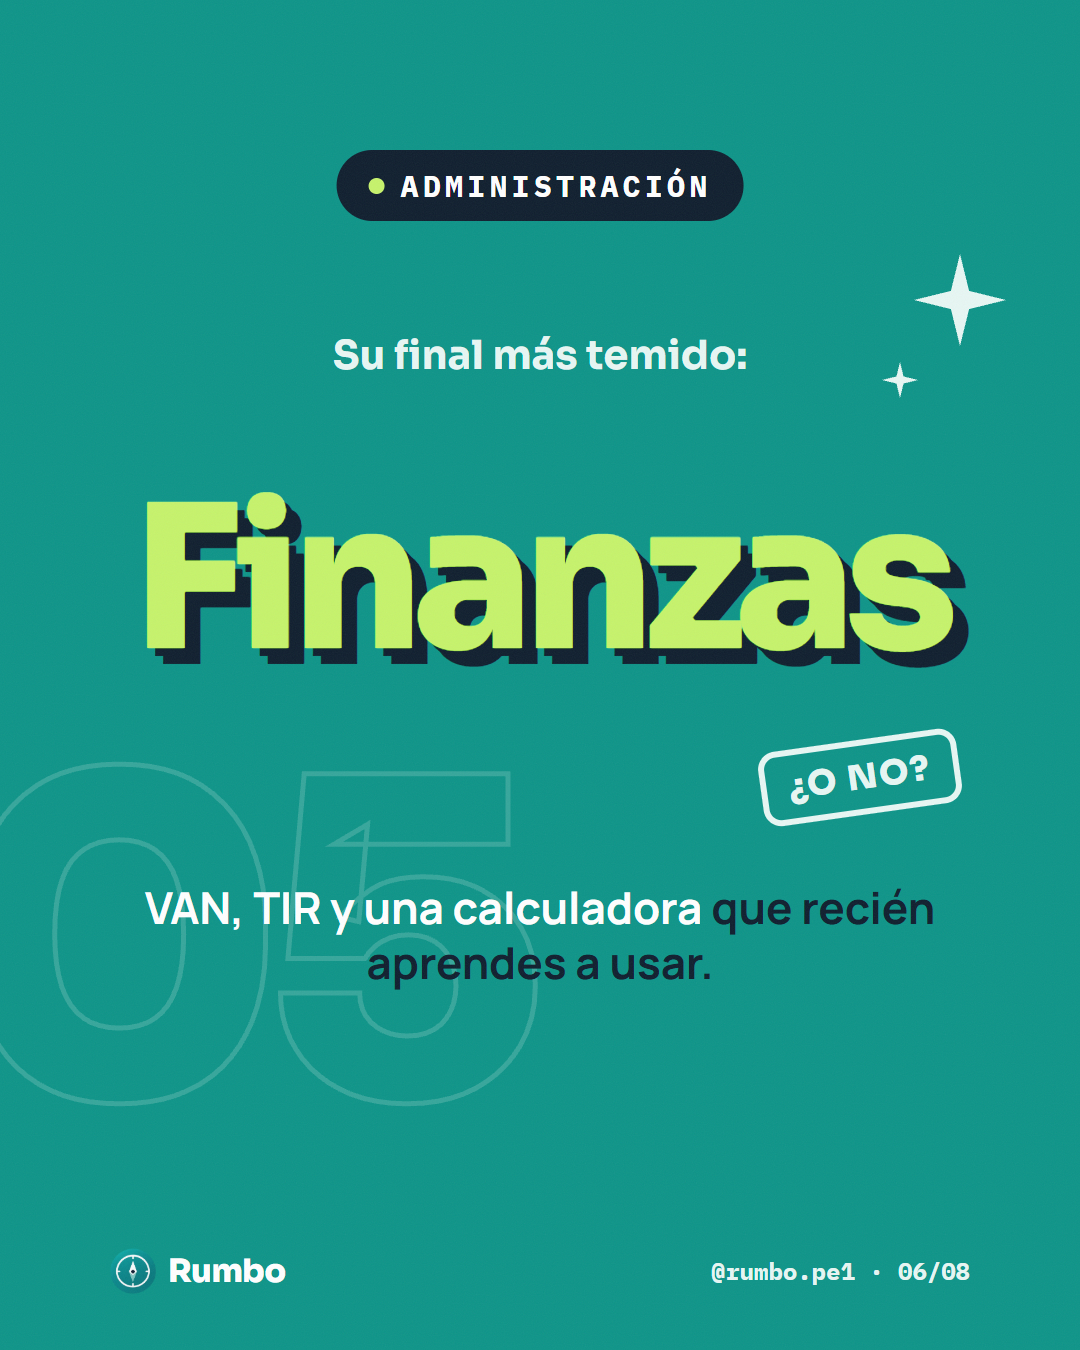 ADMINISTRACIÓN
Su final más temido:
Finanzas
¿O NO?
05
VAN, TIR y una calculadora que recién
aprendes a usar.
Rumbo
@rumbo.pe1 · 06/08